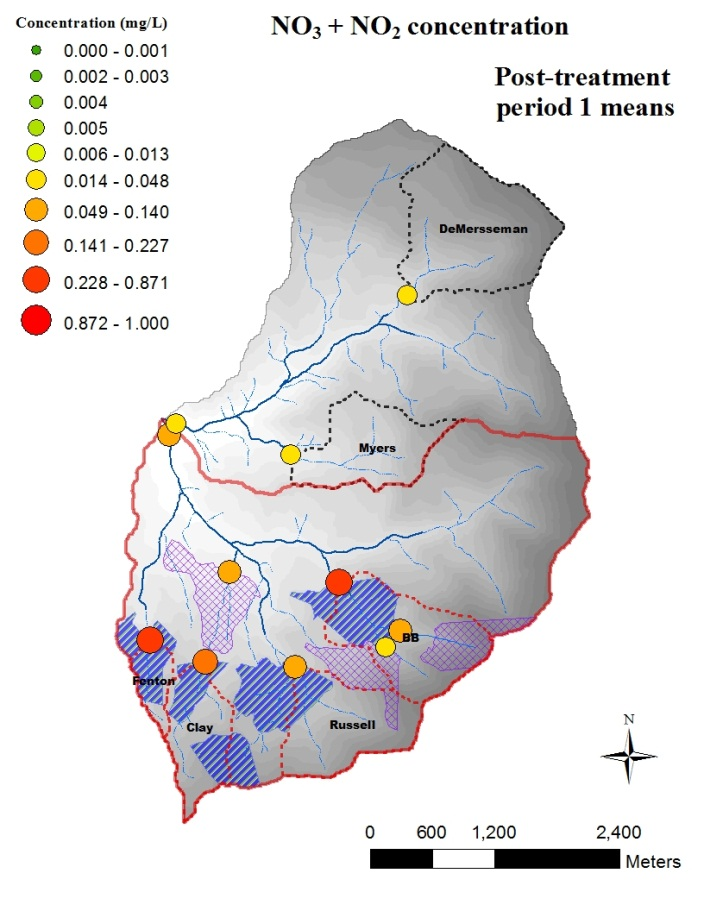 Concentration (mg/L)
0.000 - 0.001
0.002 - 0.003
0.004
0.005
0.006 - 0.013
0.014 - 0.048
0.049 - 0.140
0.141 - 0.227
0.228 - 0.871
0.872 - 1.000
NO₃ + NO₂ concentration
Post-treatment
period 1 means
DeMersseman
Myers
BB
Fenton
Clay
Russell
N
0 600 1,200 2,400
Meters